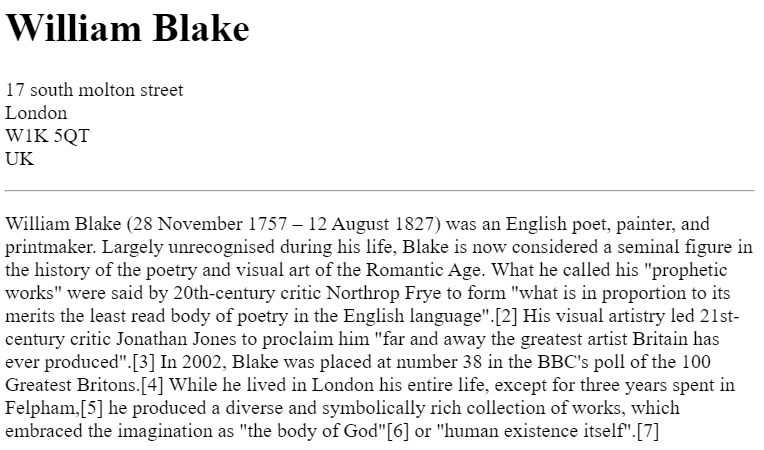 William Blake
17 south molton street
London
W1K 5QT
UK
William Blake (28 November 1757 – 12 August 1827) was an English poet, painter, and
printmaker. Largely unrecognised during his life, Blake is now considered a seminal figure in
the history of the poetry and visual art of the Romantic Age. What he called his "prophetic
works" were said by 20th-century critic Northrop Frye to form "what is in proportion to its
merits the least read body of poetry in the English language".[2] His visual artistry led 21st-
century critic Jonathan Jones to proclaim him "far and away the greatest artist Britain has
ever produced".[3] In 2002, Blake was placed at number 38 in the BBC's poll of the 100
Greatest Britons.[4] While he lived in London his entire life, except for three years spent in
Felpham,[5] he produced a diverse and symbolically rich collection of works, which
embraced the imagination as "the body of God"[6] or "human existence itself".[7]